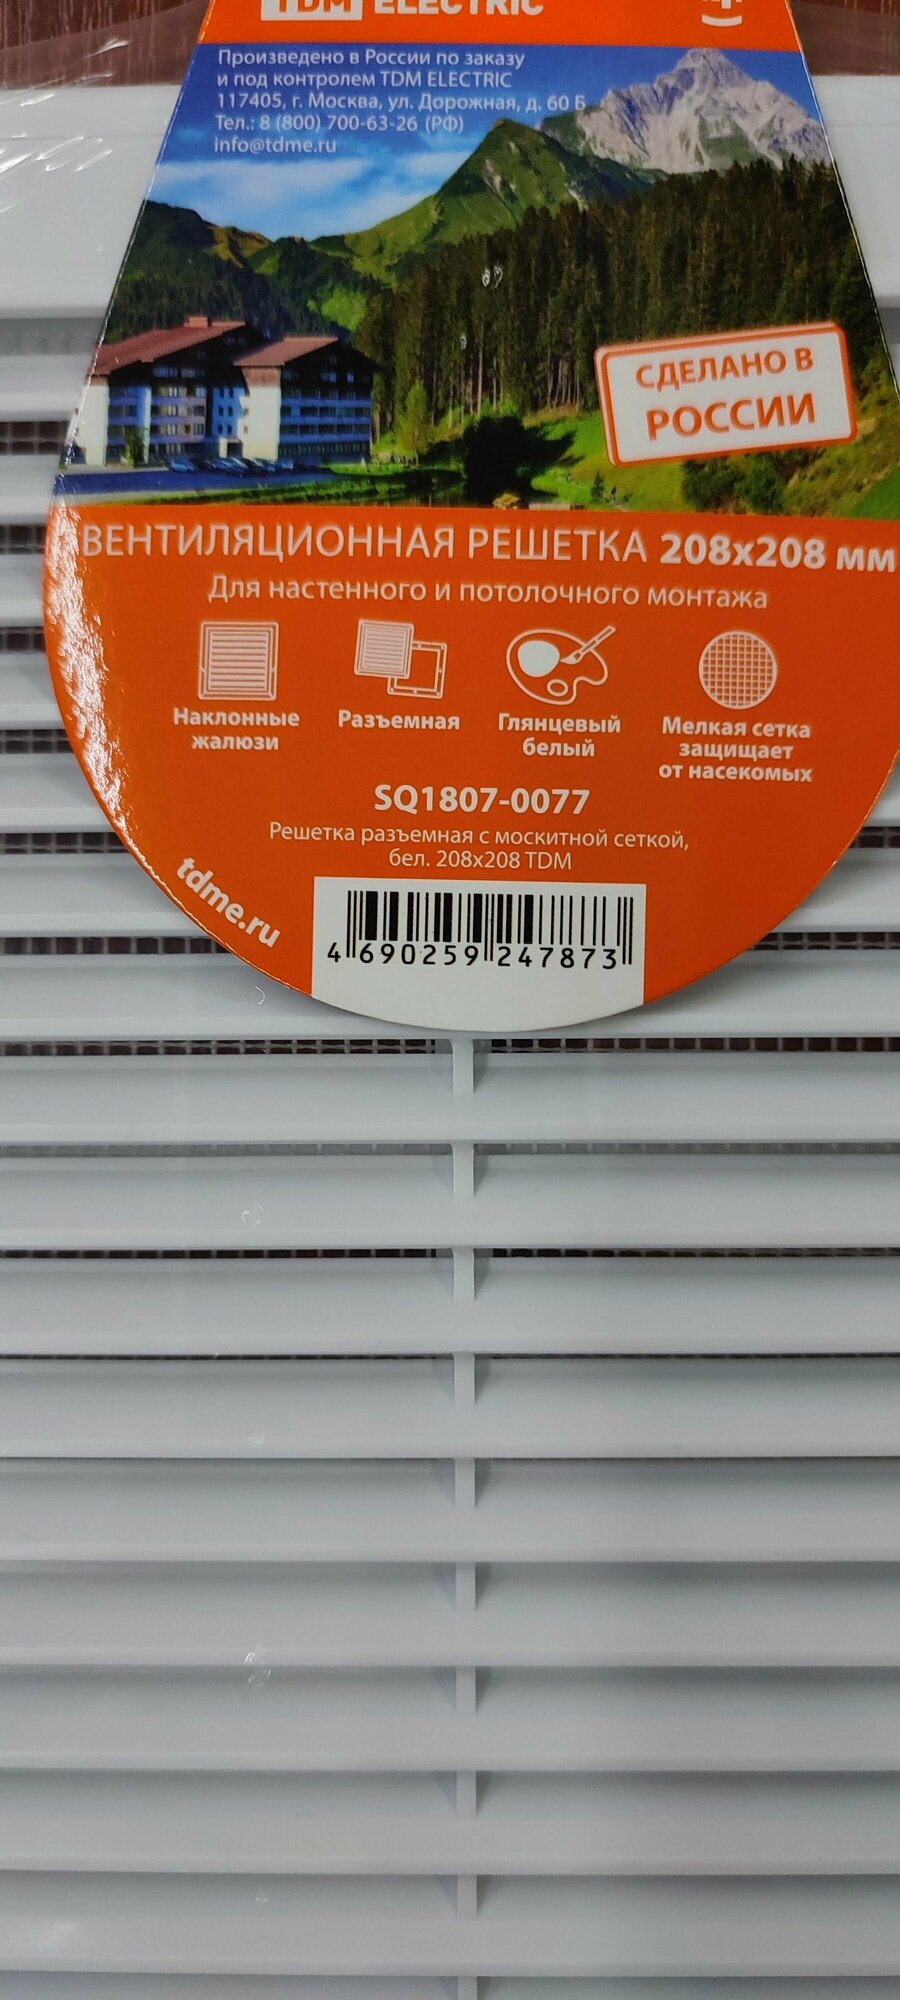 TDM ELECTRIC
Произведено в России по заказу
и под контролем TDM ELECTRIC
117405, г. Москва, ул. Дорожная, д. 60 Б
Тел.: 8 (800) 700-63-26 (РФ)
info@tdme.ru
СДЕЛАНО В
РОССИИ
ВЕНТИЛЯЦИОННАЯ РЕШЕТКА 208х208 мм
Для настенного и потолочного монтажа
Наклонные
жалюзи
Разъемная
Глянцевый
белый
Мелкая сетка
защищает
от насекомых
SQ1807-0077
Решетка разъемная с москитной сеткой,
бел. 208х208 TDM
tdme.ru
4 690259 247873